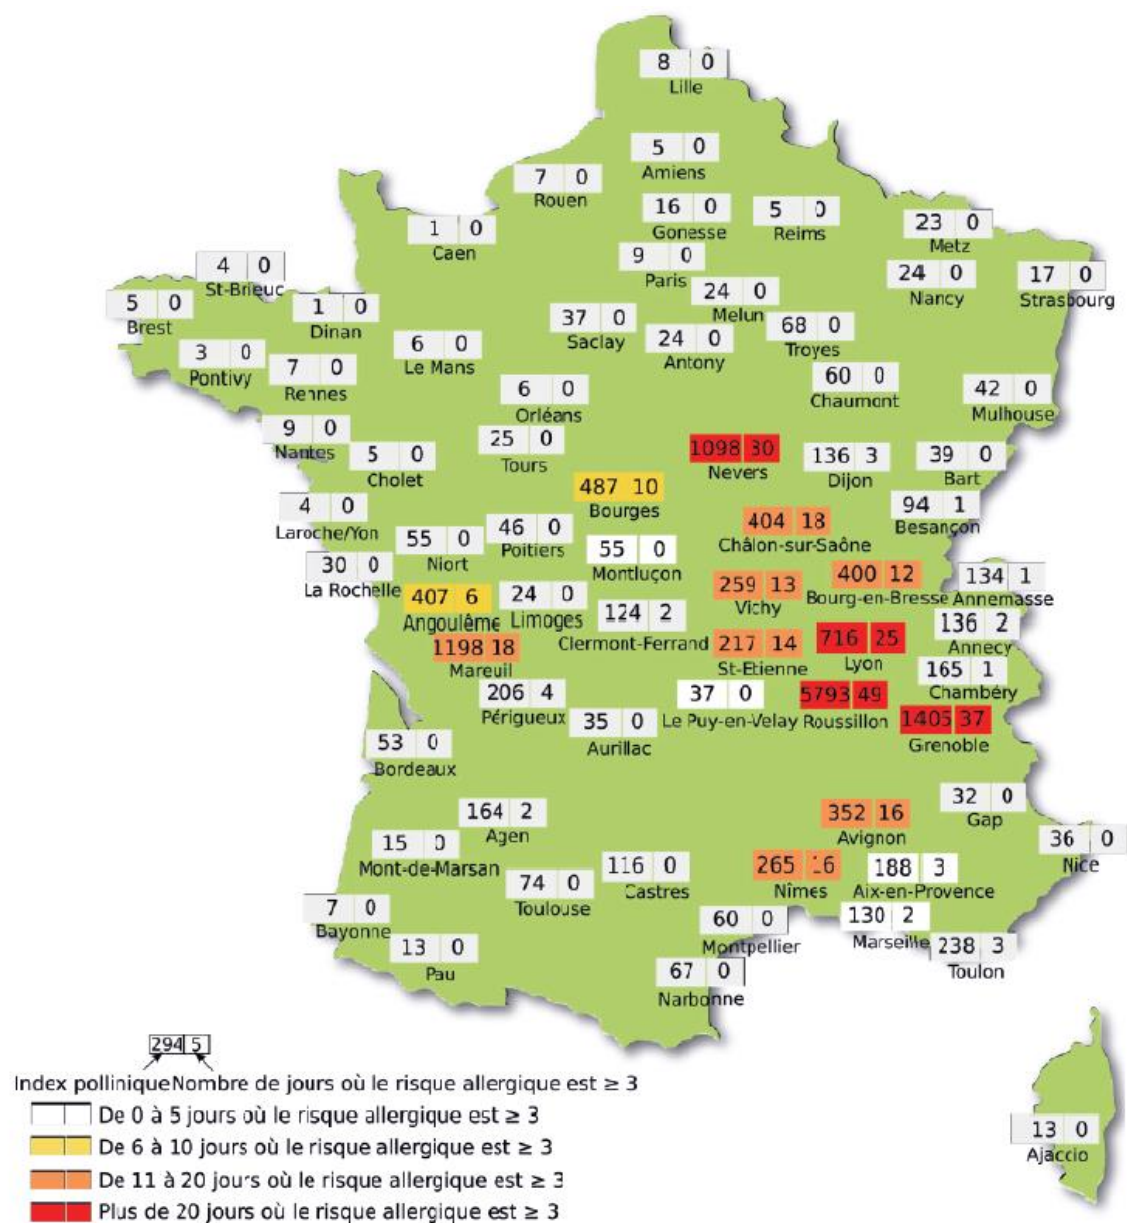 8 0
Lille
5 0
Amiens
7 0
Rouen
16 0
Gonesse
5 0
Reims
23 0
Metz
1 0
Caen
9 0
Paris
4 0
St-Brieuc
24 0
Nancy
17 0
Strasbourg
5 0
Brest
1 0
Dinan
24 0
Melun
37 0
Saclay
68 0
Troyes
24 0
Antony
3 0
Pontivy
7 0
Rennes
6 0
Le Mans
60 0
Chaumont
6 0
Orléans
42 0
Mulhouse
9 0
Nantes
25 0
Tours
5 0
Cholet
1098 30
Nevers
136 3
Dijon
39 0
Bart
487 10
Bourges
4 0
Laroche/Yon
94 1
Besançon
404 18
Châlon-sur-Saône
46 0
Poitiers
55 0
Niort
55 0
Montluçon
30 0
La Rochelle
259 13
Vichy
400 12
Bourg-en-Bresse
134 1
Annemasse
407 6
Angoulême
24 0
Limoges
124 2
Clermont-Ferrand
136 2
Annecy
1198 18
Mareuil
217 14
St-Etienne
716 25
Lyon
165 1
Chambéry
206 4
Périgueux
37 0
Le Puy-en-Velay
5793 49
Roussillon
35 0
Aurillac
1405 37
Grenoble
53 0
Bordeaux
32 0
Gap
164 2
Agen
352 16
Avignon
15 0
Mont-de-Marsan
36 0
Nice
116 0
Castres
265 16
Nîmes
188 3
Aix-en-Provence
74 0
Toulouse
7 0
Bayonne
60 0
Montpellier
130 2
Marseille
13 0
Pau
238 3
Toulon
67 0
Narbonne
294 5
Index pollinique Nombre de jours où le risque allergique est ≥ 3
De 0 à 5 jours où le risque allergique est ≥ 3
De 6 à 10 jours où le risque allergique est ≥ 3
De 11 à 20 jours où le risque allergique est ≥ 3
Plus de 20 jours où le risque allergique est ≥ 3
13 0
Ajaccio